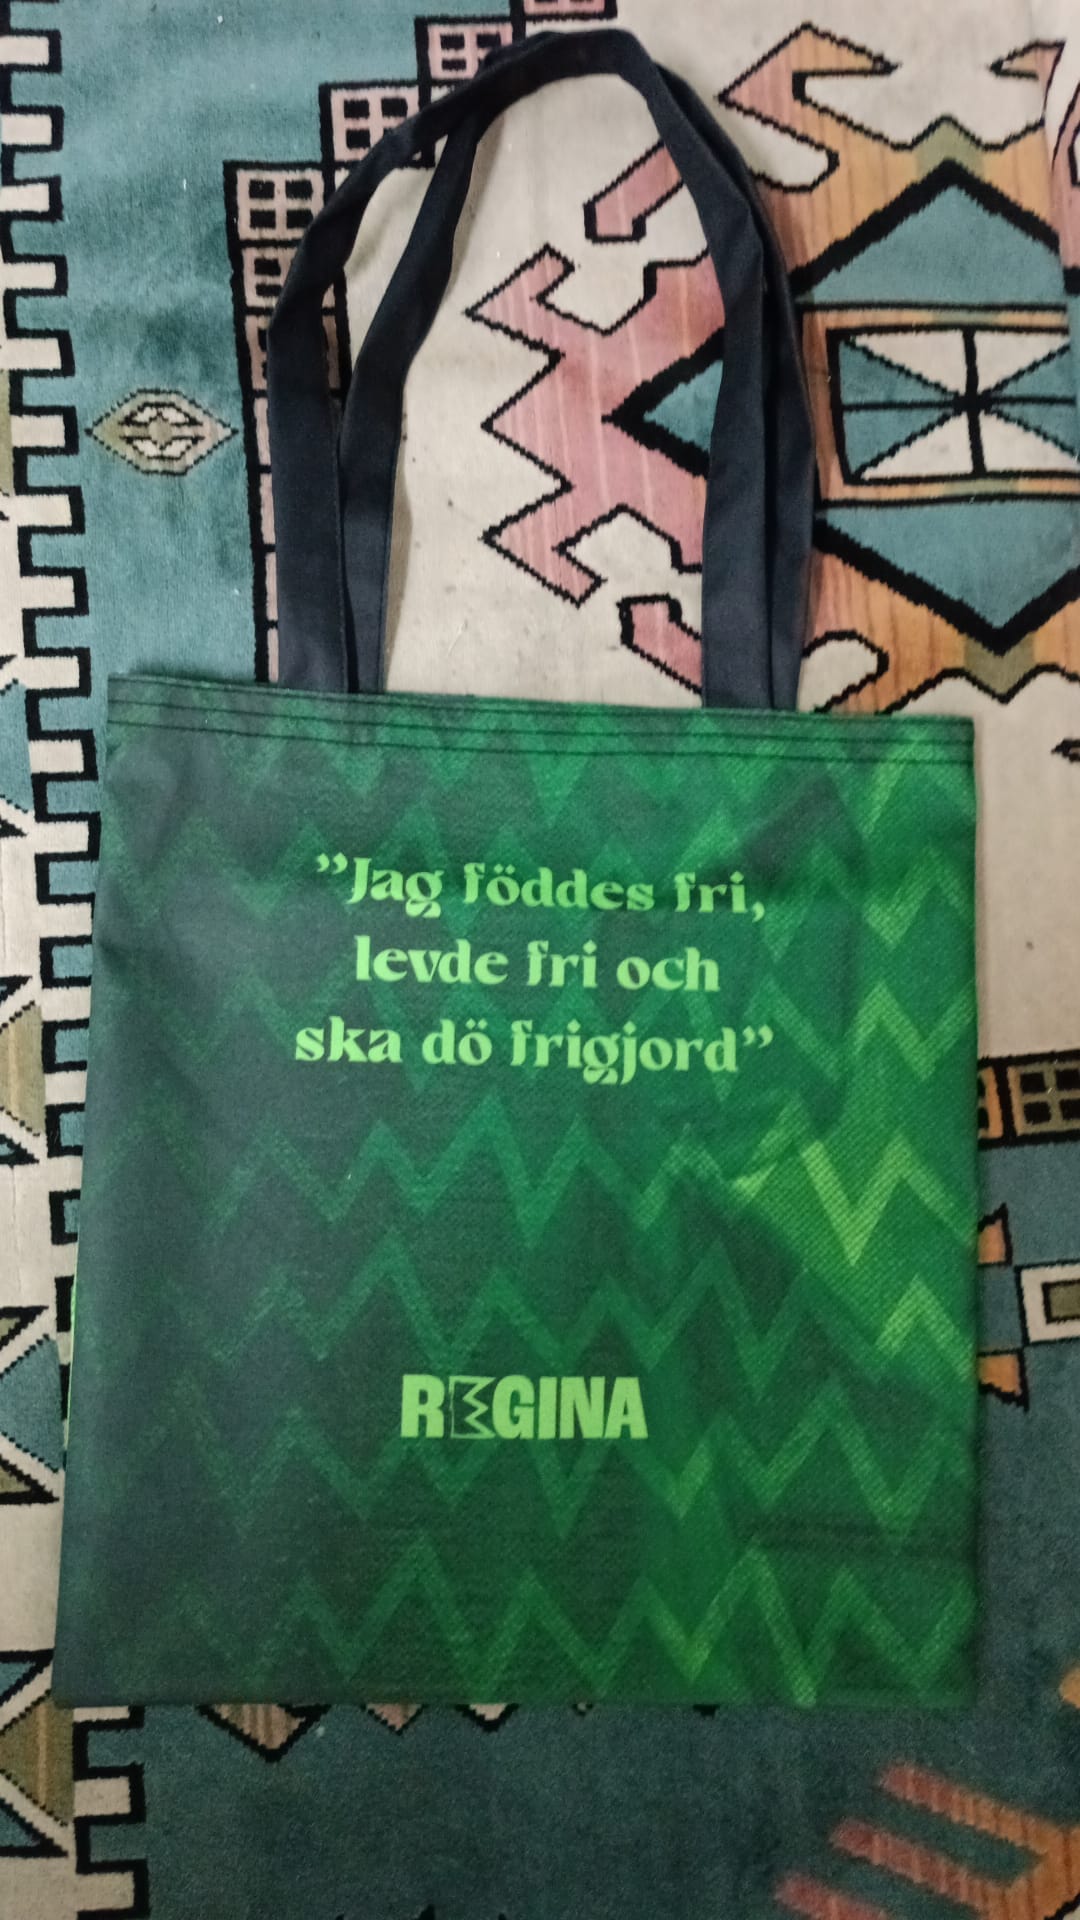 ”Jag föddes fri,
levde fri och
ska dö frigjord”
REGINA